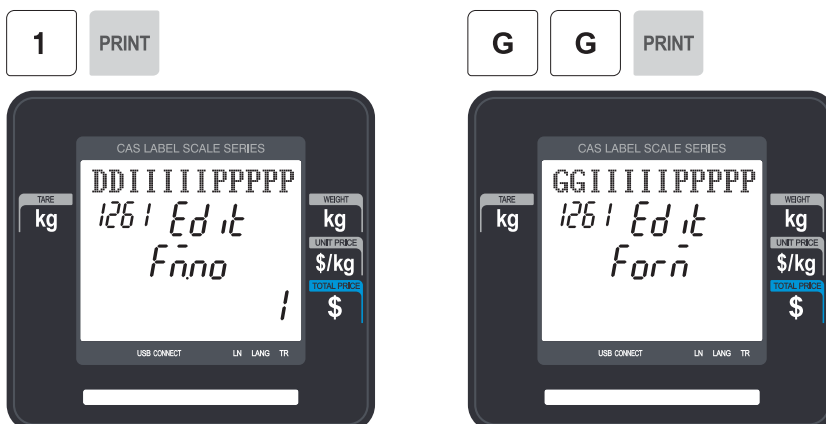 1 PRINT
CAS LABEL SCALE SERIES
DDIIIIIPPPPP
TARE
kg
1261 Edit
Fm.no
1
WEIGHT
kg
UNIT PRICE
$/kg
TOTAL PRICE
$
USB CONNECT LN LANG TR
G G PRINT
CAS LABEL SCALE SERIES
GGIIIIIPPPPP
TARE
kg
1261 Edit
Form
WEIGHT
kg
UNIT PRICE
$/kg
TOTAL PRICE
$
USB CONNECT LN LANG TR